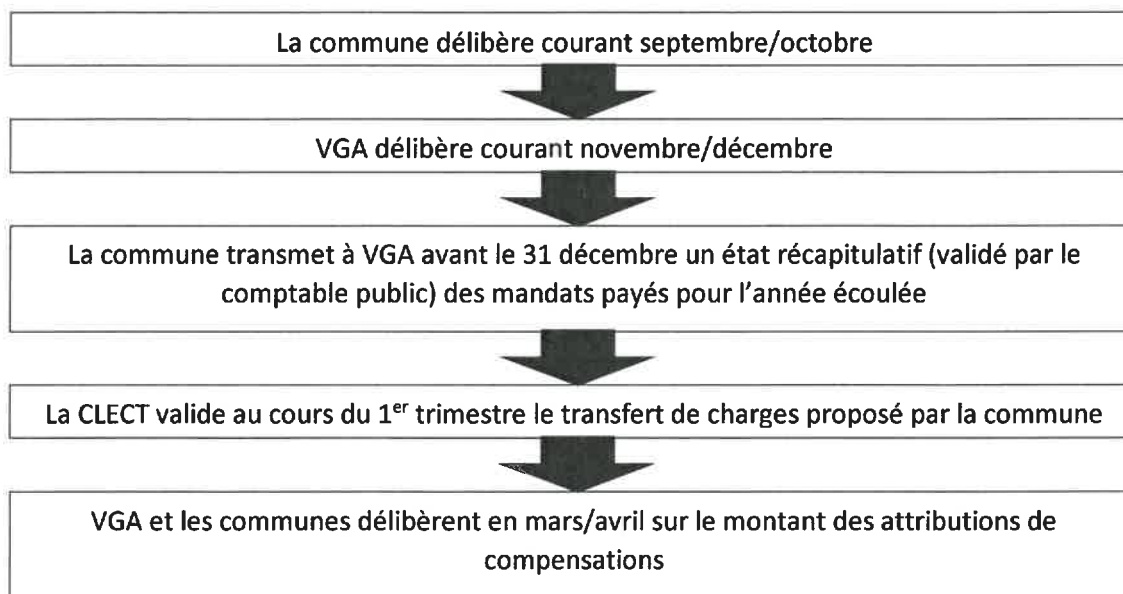 La commune délibère courant septembre/octobre
VGA délibère courant novembre/décembre
La commune transmet à VGA avant le 31 décembre un état récapitulatif (validé par le
comptable public) des mandats payés pour l'année écoulée
La CLECT valide au cours du 1er trimestre le transfert de charges proposé par la commune
VGA et les communes délibèrent en mars/avril sur le montant des attributions de
compensations